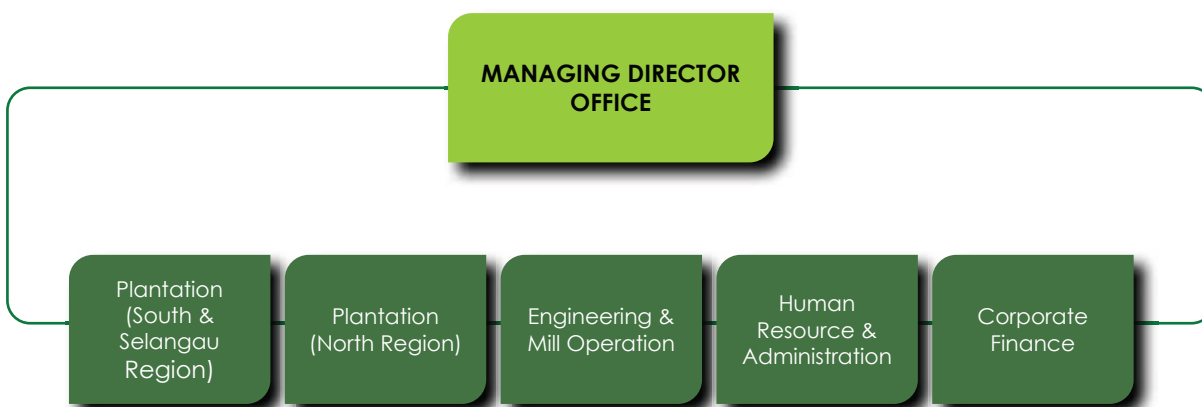 MANAGING DIRECTOR
OFFICE
Plantation
(South &
Selangau
Region)
Plantation
(North Region)
Engineering &
Mill Operation
Human
Resource &
Administration
Corporate
Finance